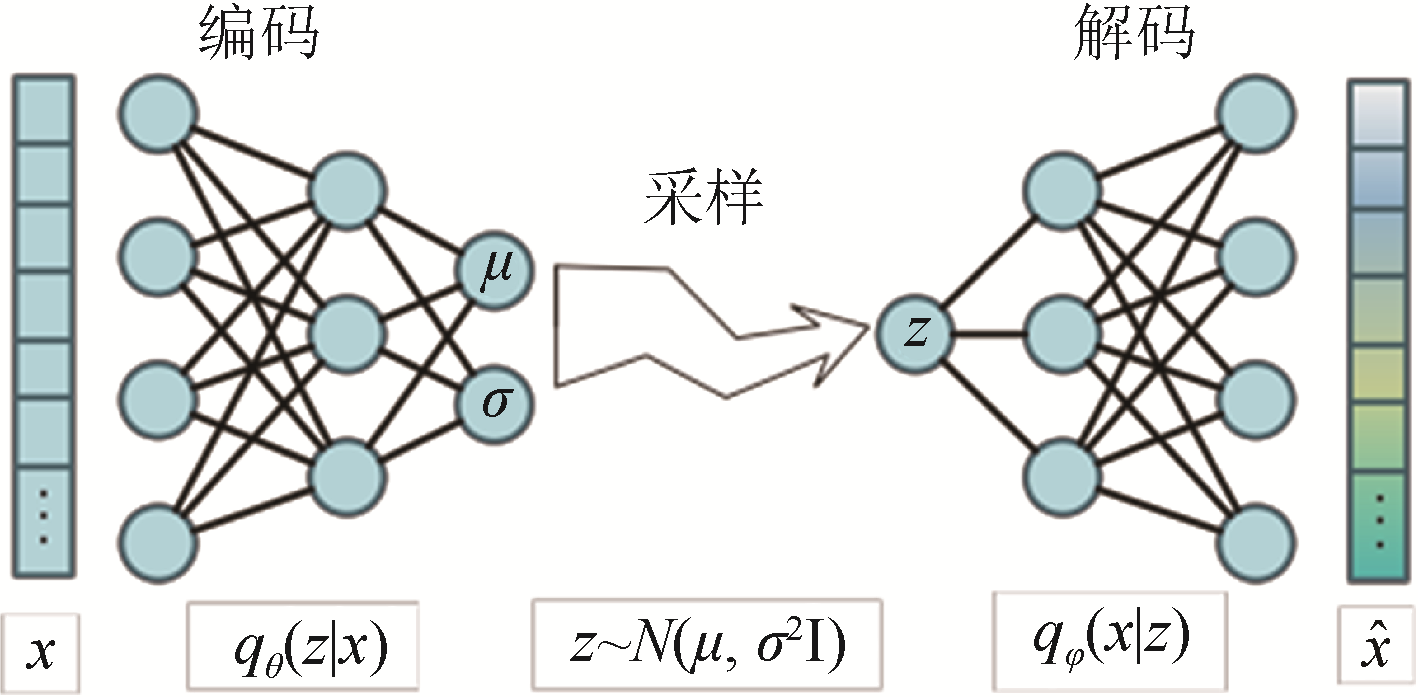 编码
解码
采样
μ
σ
z
⋮
⋮
x
qθ(z|x)
z~N(μ, σ²I)
qφ(x|z)
x̂